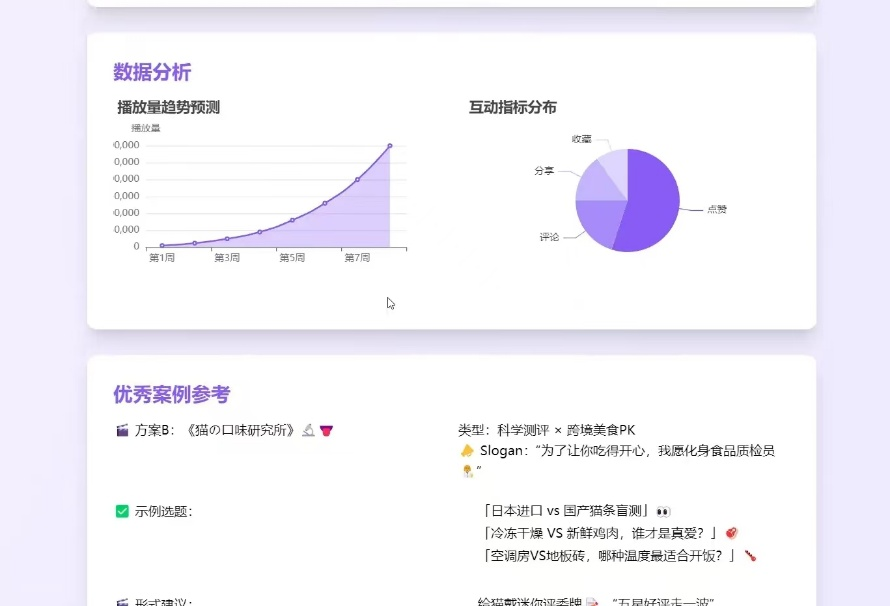 数据分析
播放量趋势预测
互动指标分布
播放量
0,000
0,000
0,000
0,000
0,000
0,000
0
第1周
第3周
第5周
第7周
收藏
分享
点赞
评论
优秀案例参考
🎬 方案B：《猫の口味研究所》🔬👅
类型：科学测评 × 跨境美食PK
📣 Slogan：“为了让你吃得开心，我愿化身食品质检员
”
✅ 示例选题：
「日本进口 vs 国产猫条盲测」👀
「冷冻干燥 VS 新鲜鸡肉，谁才是真爱？」🥩
「空调房VS地板砖，哪种温度最适合开饭？」🌡️
🎬 形式建议：
给猫戴迷你评委牌📝“五星好评走一波”